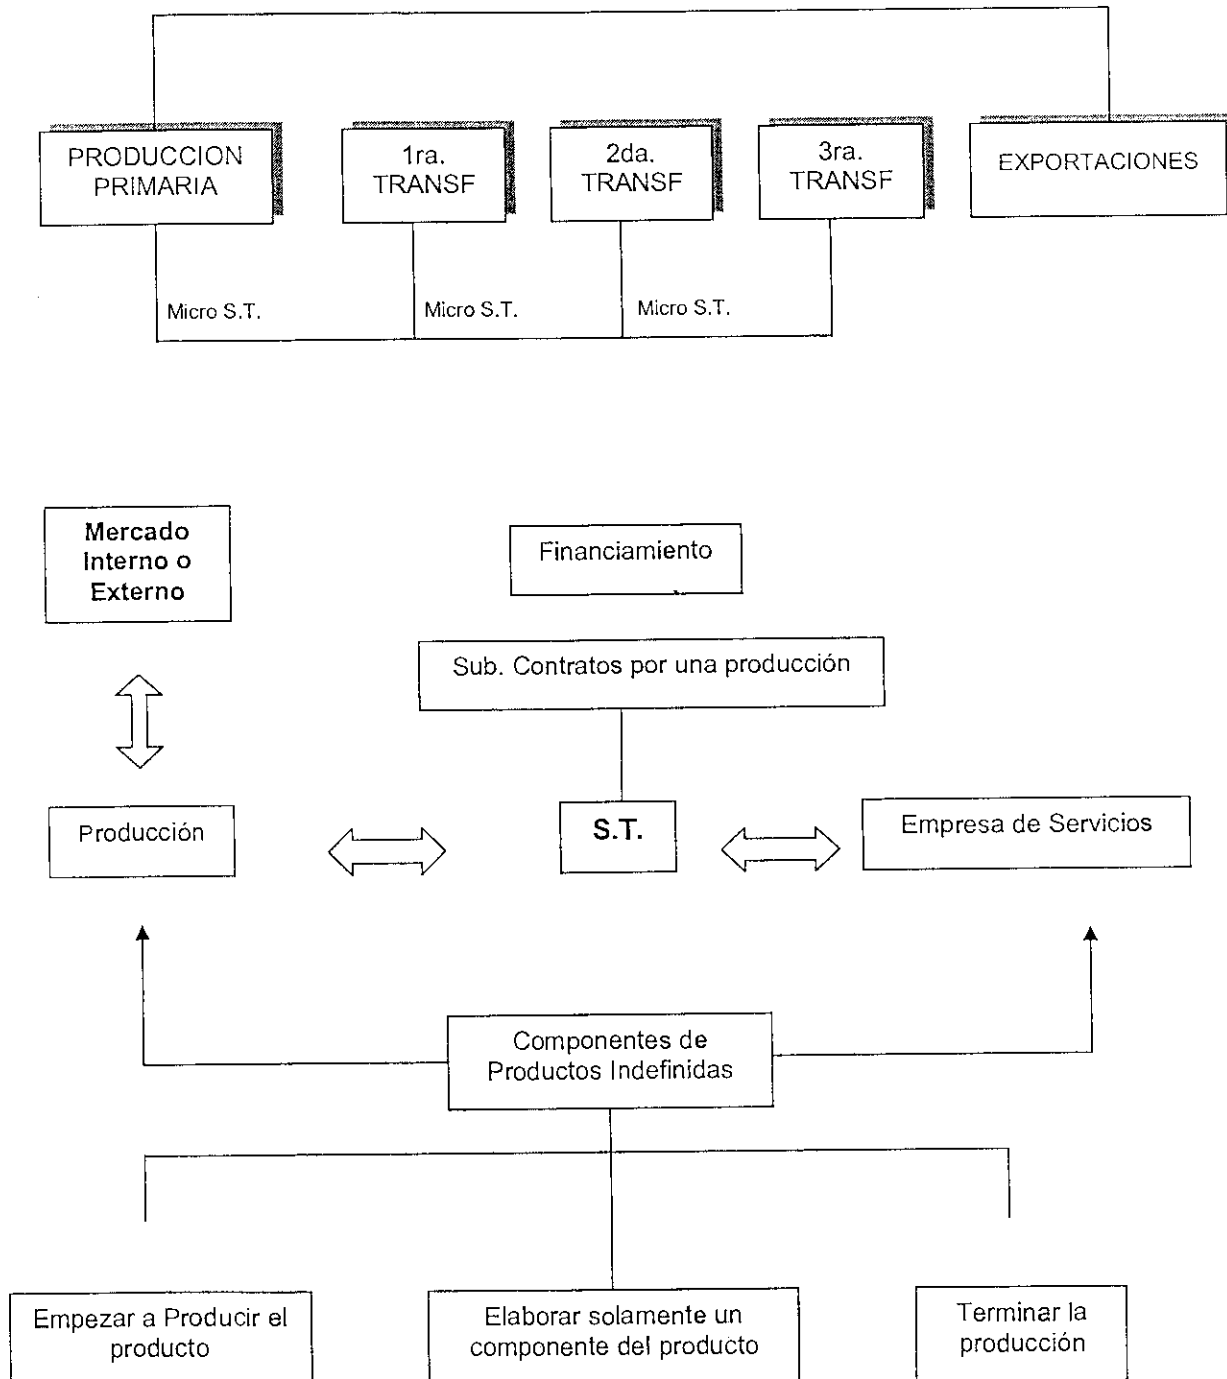 PRODUCCION
PRIMARIA
1ra.
TRANSF
2da.
TRANSF
3ra.
TRANSF
EXPORTACIONES
Micro S.T.
Micro S.T.
Micro S.T.
Mercado
Interno o
Externo
Financiamiento
Sub. Contratos por una producción
Producción
S.T.
Empresa de Servicios
Componentes de
Productos Indefinidas
Empezar a Producir el
producto
Elaborar solamente un
componente del producto
Terminar la
producción